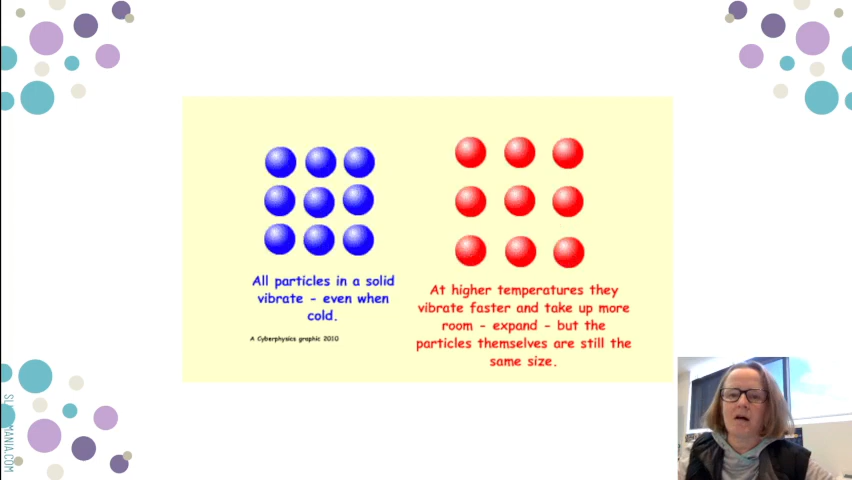 All particles in a solid
vibrate - even when
cold.
A Cyberphysics graphic 2010
At higher temperatures they
vibrate faster and take up more
room - expand - but the
particles themselves are still the
same size.